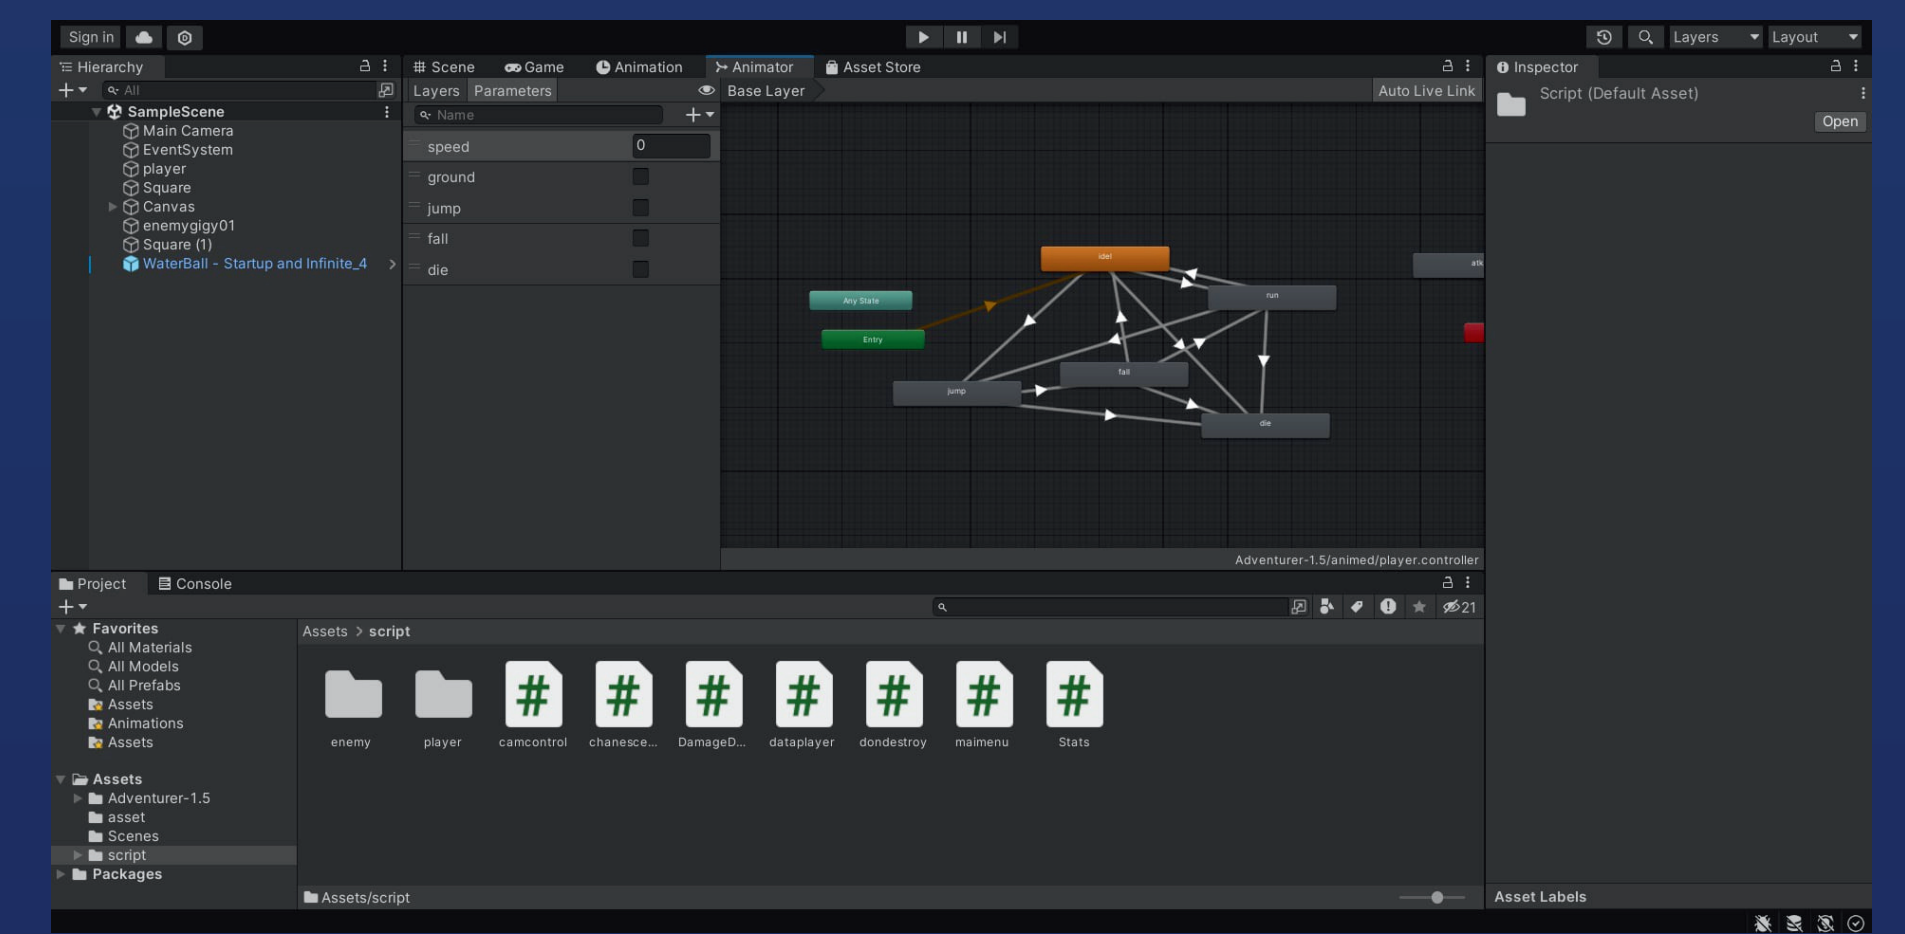 Sign in
Layers
Layout
Hierarchy
Scene
Game
Animation
Animator
Asset Store
Inspector
All
Layers
Parameters
Base Layer
Auto Live Link
Script (Default Asset)
Open
SampleScene
Main Camera
EventSystem
player
Square
Canvas
enemygigy01
Square (1)
WaterBall - Startup and Infinite_4
Name
speed
0
ground
jump
fall
die
idel
Any State
Entry
run
atk
fall
jump
die
Adventurer-1.5/animed/player.controller
Project
Console
21
Favorites
All Materials
All Models
All Prefabs
Assets
Animations
Assets
Assets
Adventurer-1.5
asset
Scenes
script
Packages
Assets > script
#
#
#
#
#
#
#
enemy
player
camcontrol
chanesce...
DamageD...
dataplayer
dondestroy
maimenu
Stats
Assets/script
Asset Labels